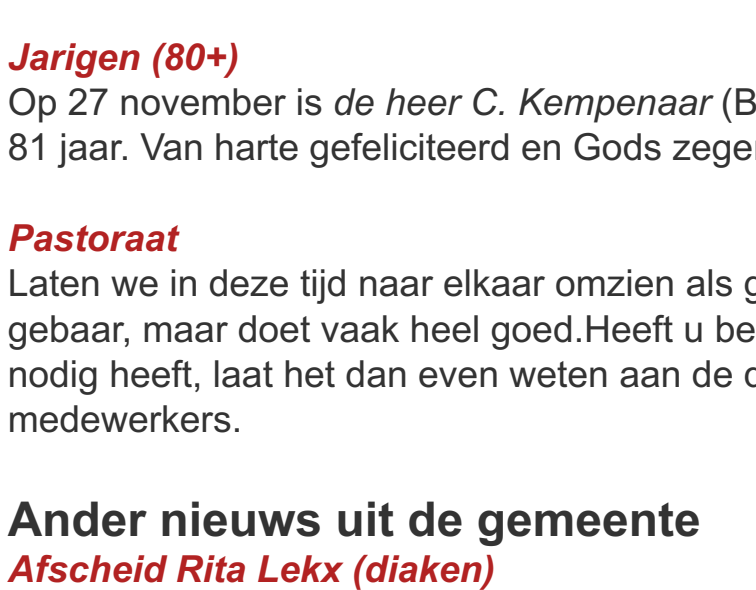 Jarigen (80+)
Op 27 november is de heer C. Kempenaar (B
81 jaar. Van harte gefeliciteerd en Gods zege
Pastoraat
Laten we in deze tijd naar elkaar omzien als g
gebaar, maar doet vaak heel goed.Heeft u be
nodig heeft, laat het dan even weten aan de
medewerkers.
Ander nieuws uit de gemeente
Afscheid Rita Lekx (diaken)